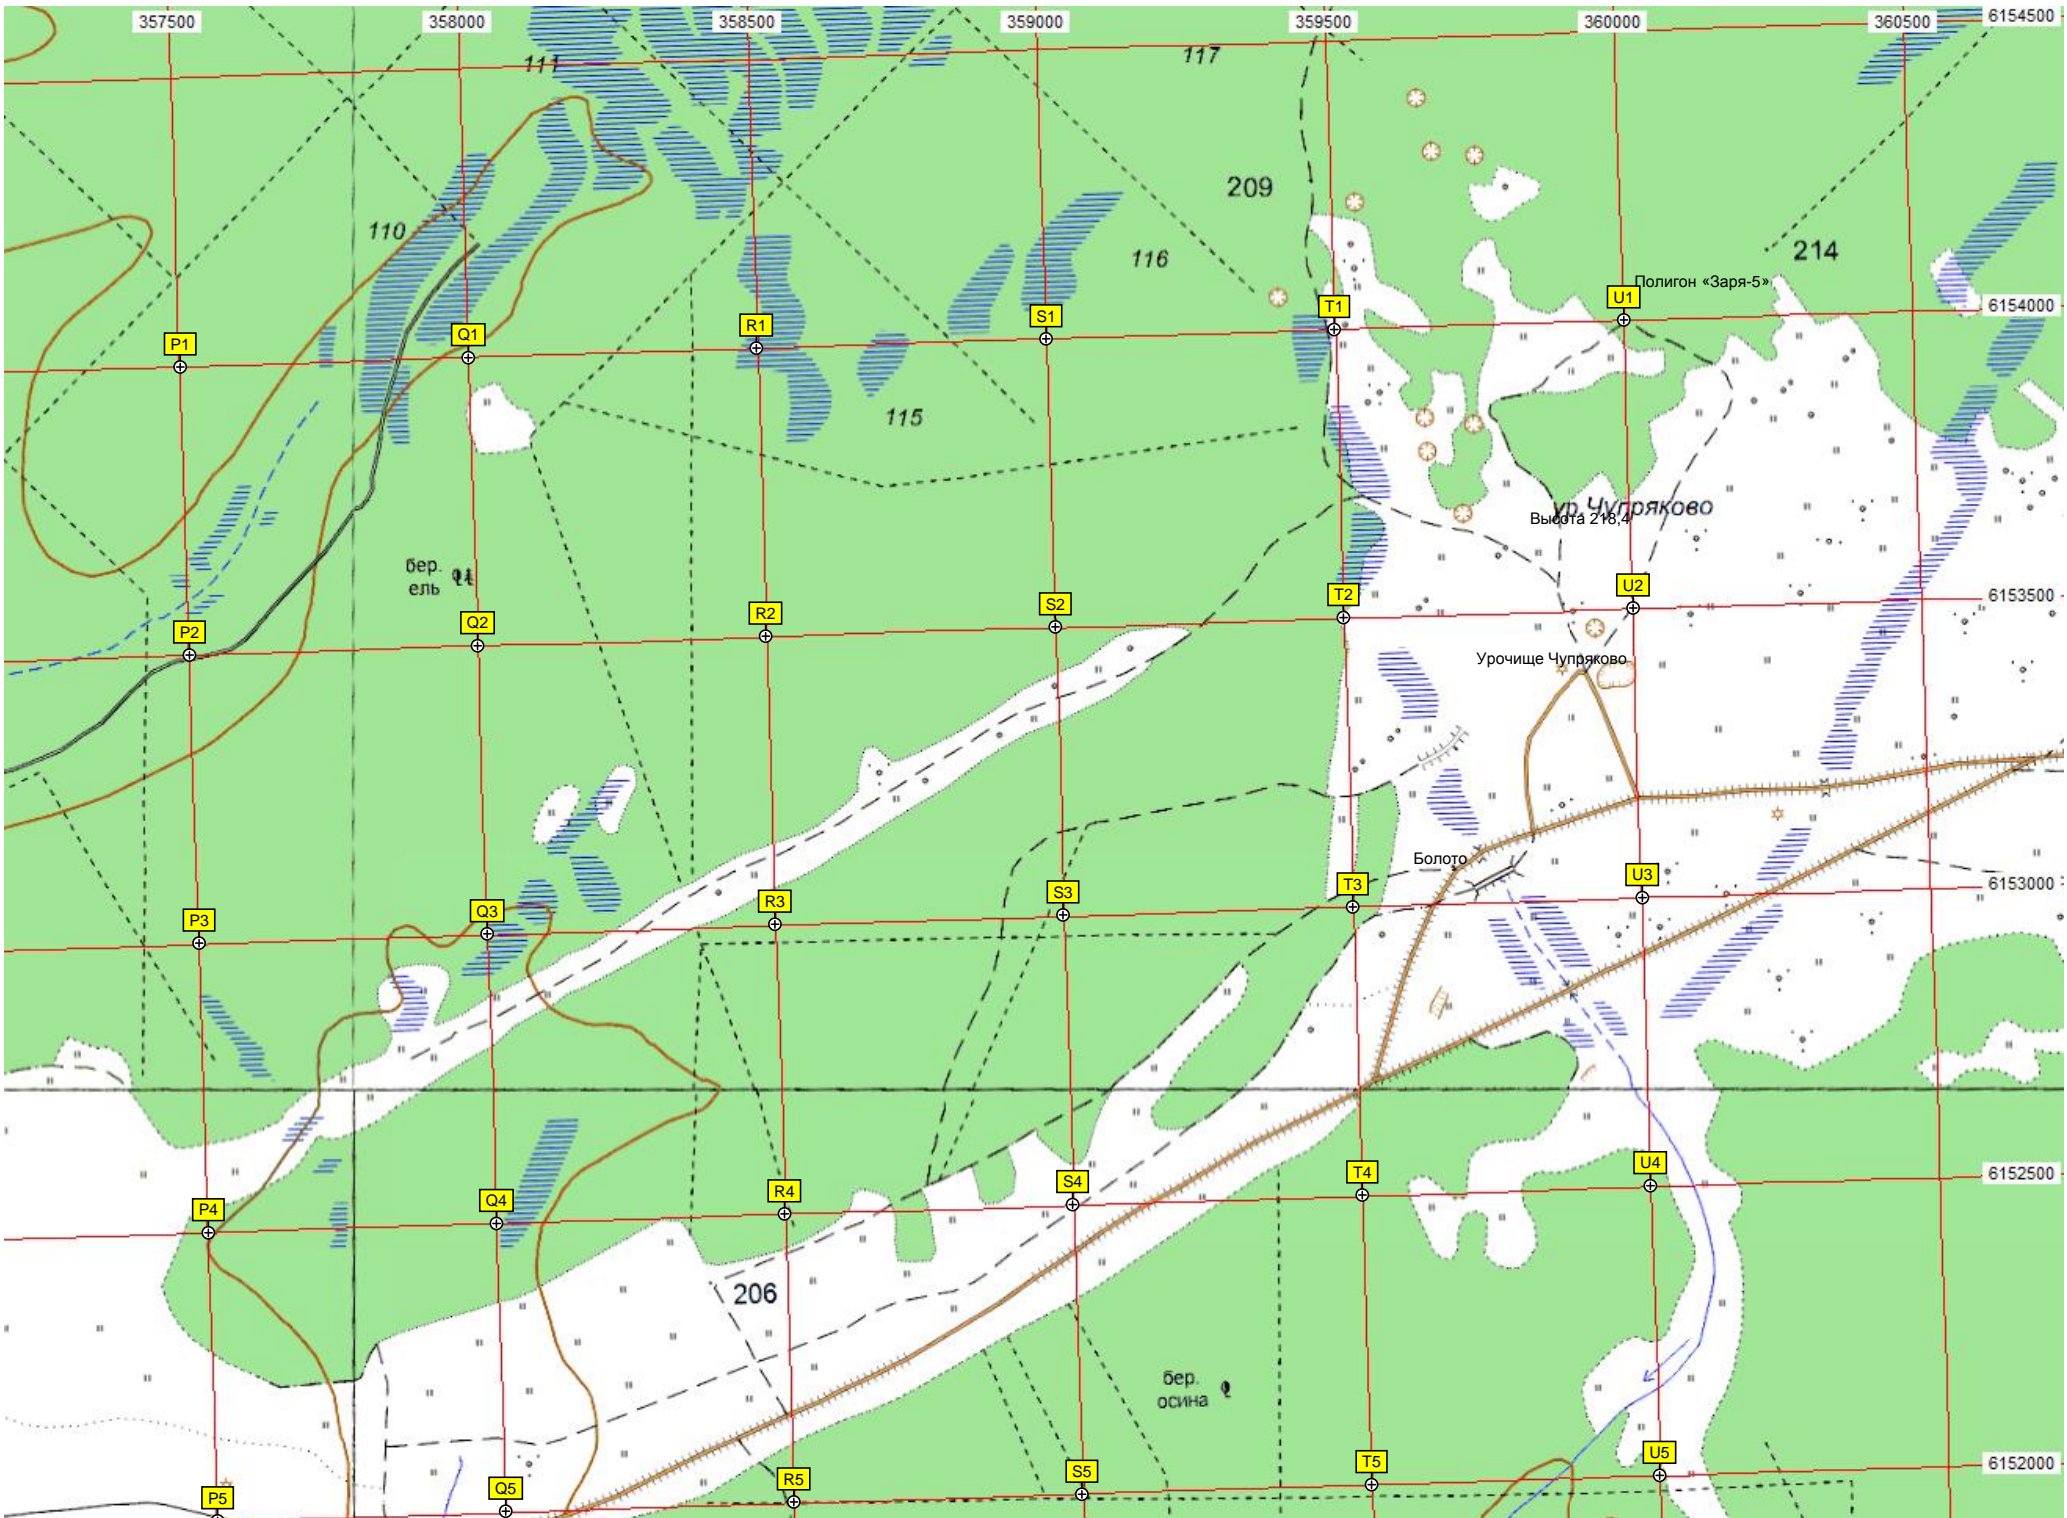 357500 358000 358500 359000 359500 360000 360500 6154500
111 117
209
110 116 214
Полигон «Заря-5»
P1 Q1 R1 S1 T1 U1 6154000
115
ур.Чупряково
Высота 218,4
бер.
ель
P2 Q2 R2 S2 T2 U2 6153500
Урочище Чупряково
Болото
P3 Q3 R3 S3 T3 U3 6153000
P4 Q4 R4 S4 T4 U4 6152500
206
бер.
осина
P5 Q5 R5 S5 T5 U5 6152000